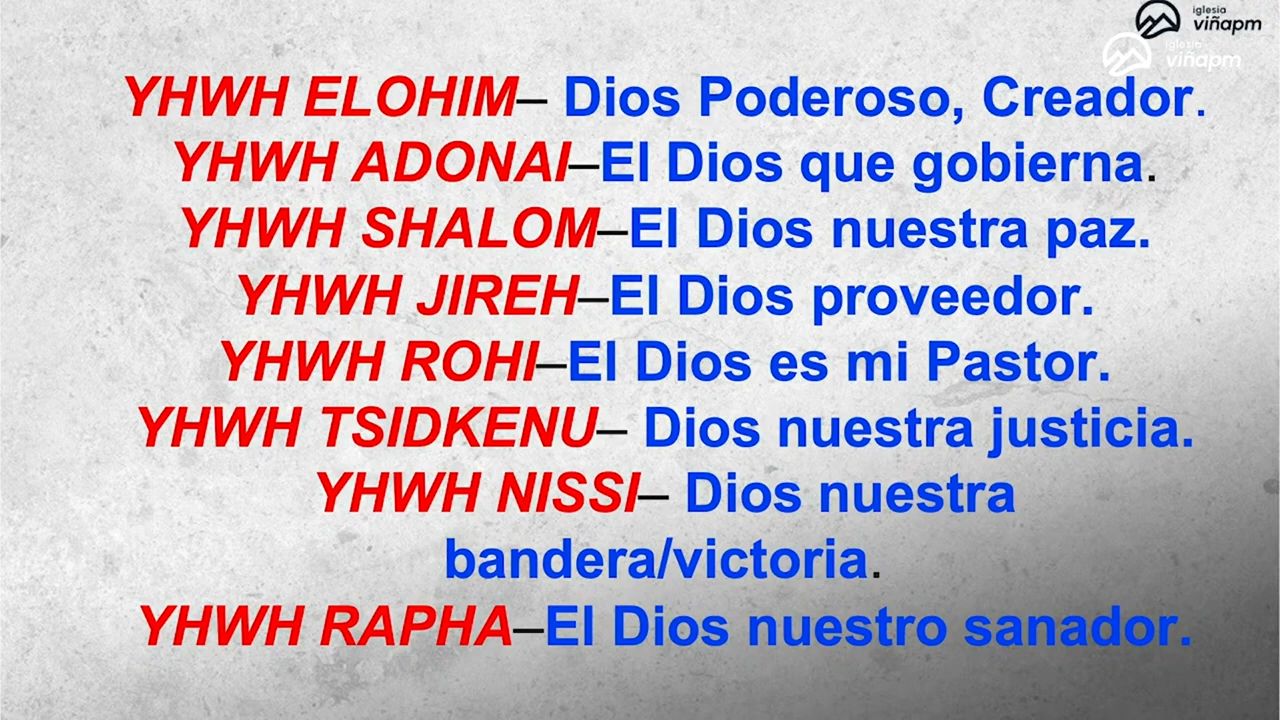 iglesia
viñapm
iglesia
viñapm
YHWH ELOHIM– Dios Poderoso, Creador.
YHWH ADONAI–El Dios que gobierna.
YHWH SHALOM–El Dios nuestra paz.
YHWH JIREH–El Dios proveedor.
YHWH ROHI–El Dios es mi Pastor.
YHWH TSIDKENU– Dios nuestra justicia.
YHWH NISSI– Dios nuestra
bandera/victoria.
YHWH RAPHA–El Dios nuestro sanador.